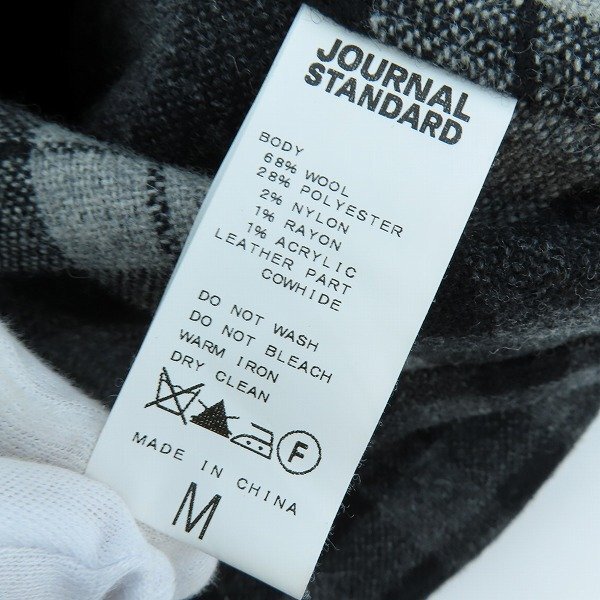 JOURNAL
STANDARD
BODY
68% WOOL
28% POLYESTER
2% NYLON
1% RAYON
1% ACRYLIC
LEATHER PART
COWHIDE
DO NOT WASH
DO NOT BLEACH
WARM IRON
DRY CLEAN
F
MADE IN CHINA
M